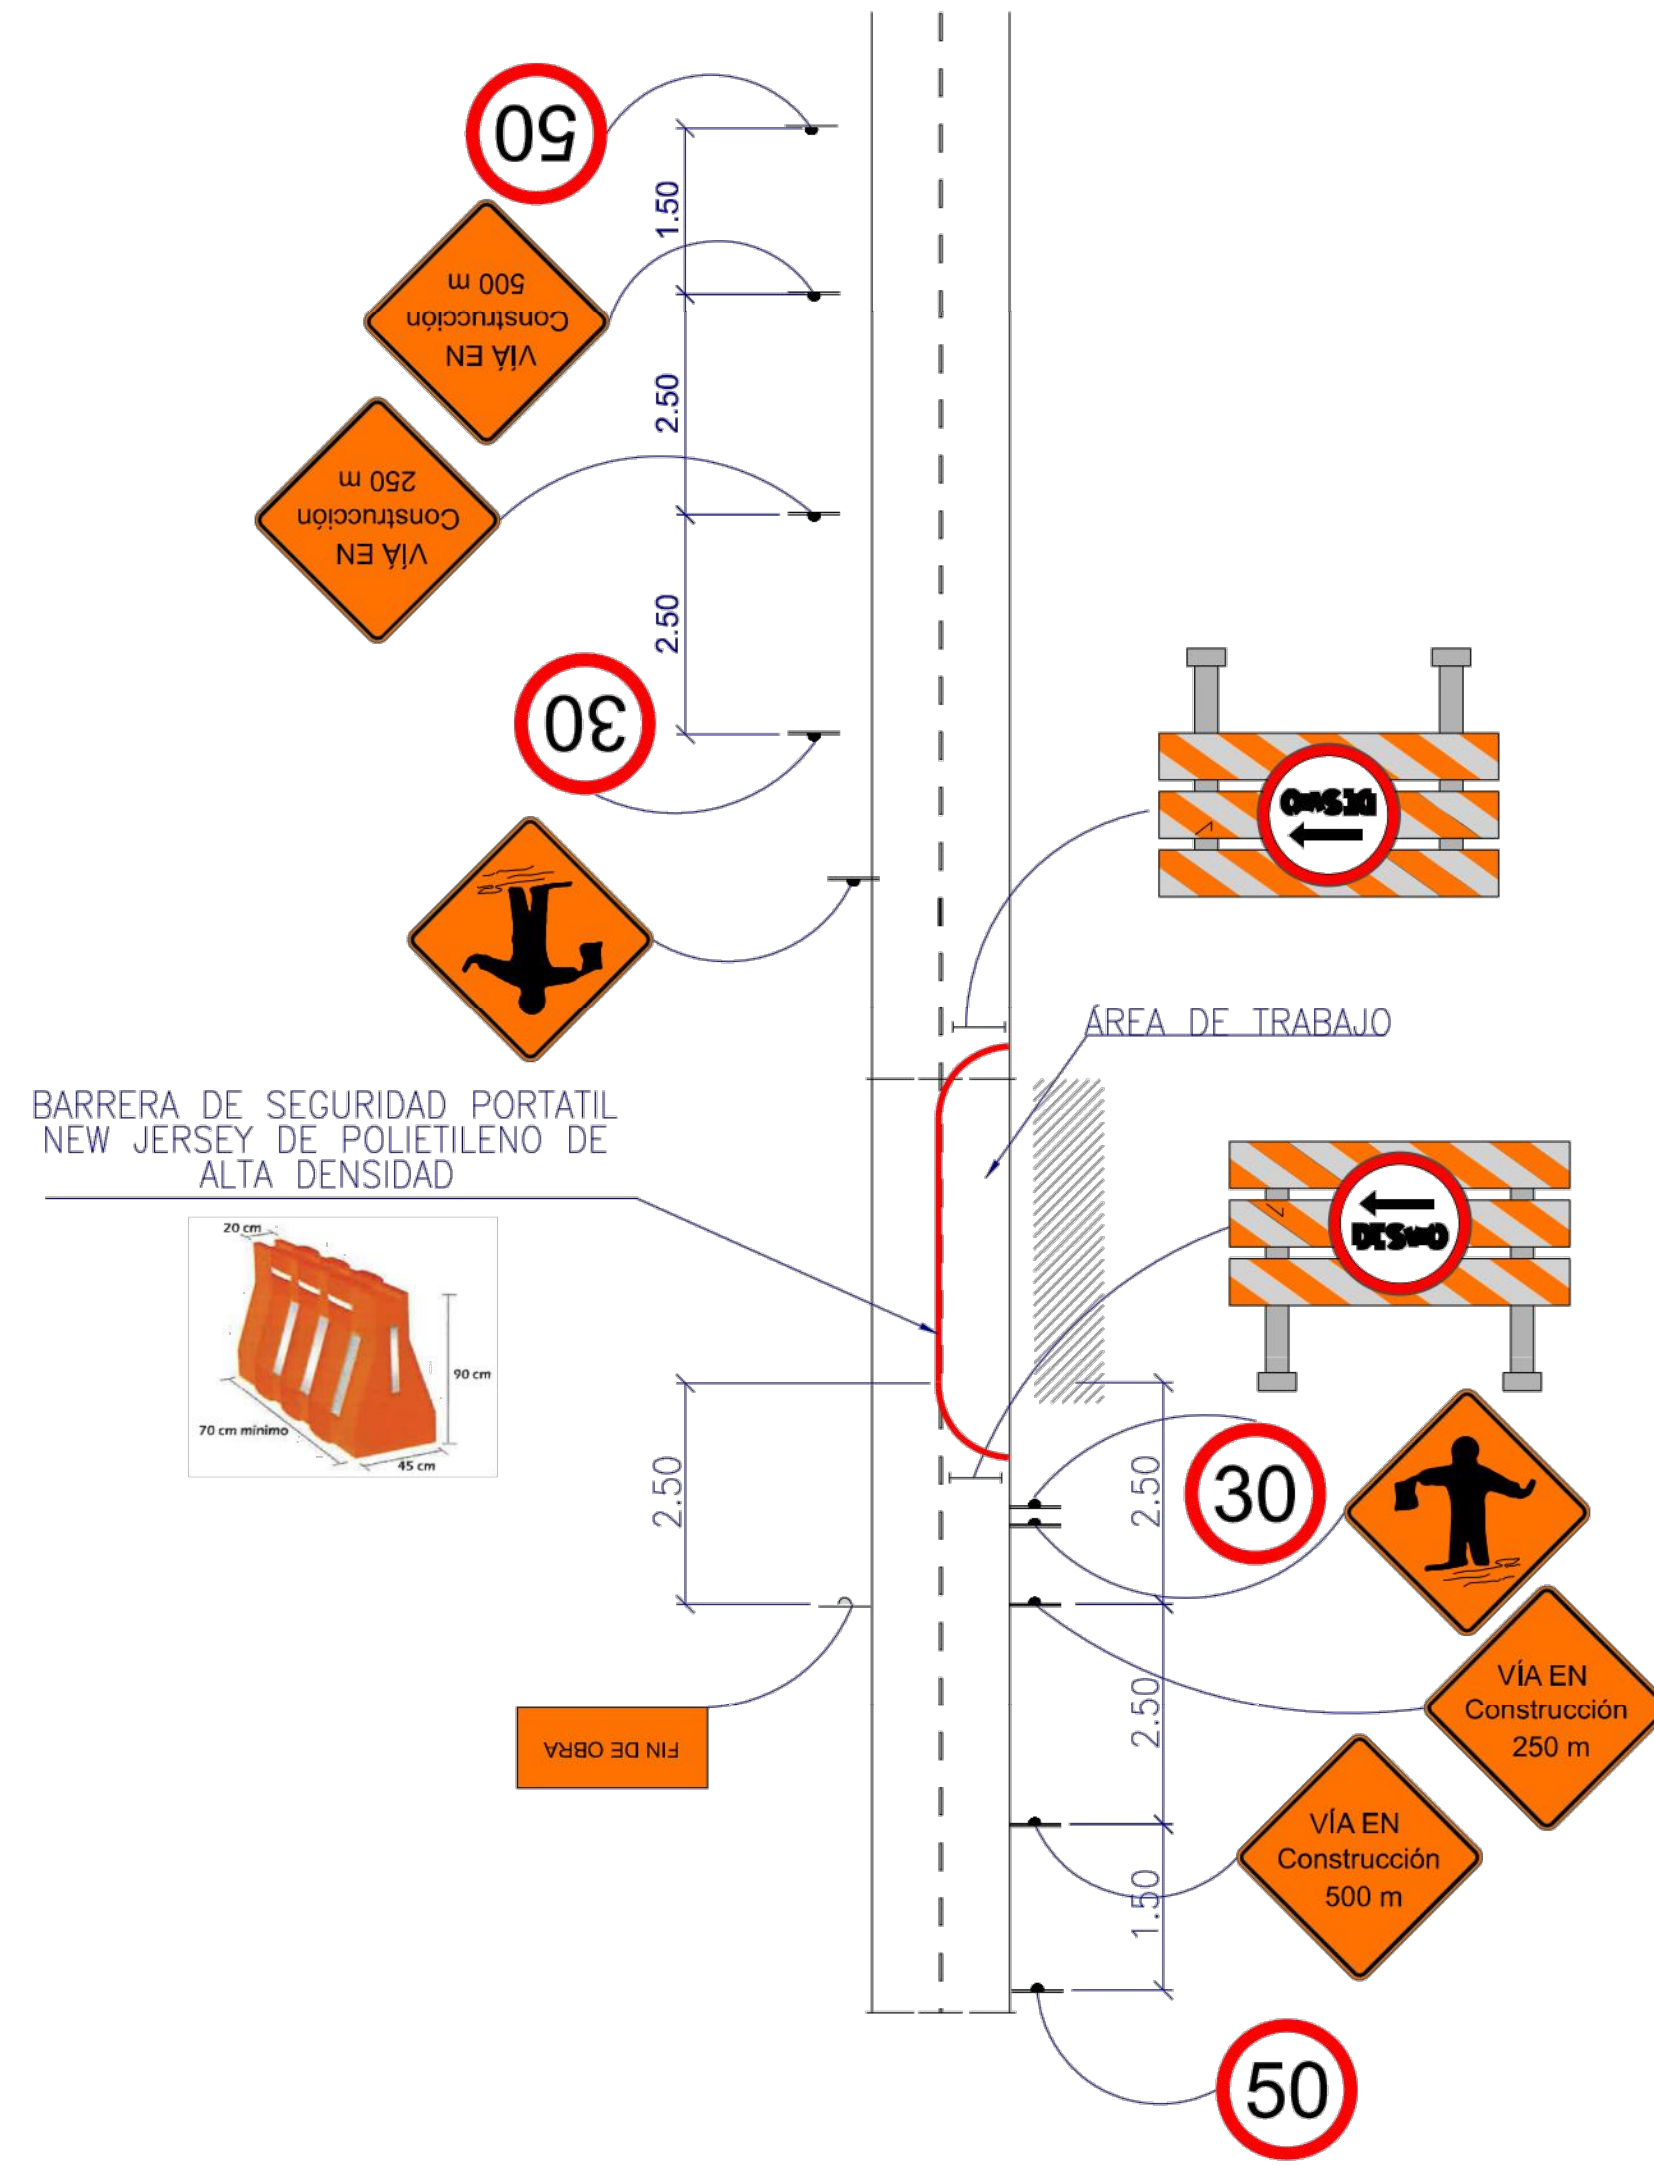 50
1.50
VÍA EN
Construcción
500 m
2.50
VÍA EN
Construcción
250 m
2.50
30
DESVIO
ÁREA DE TRABAJO
BARRERA DE SEGURIDAD PORTATIL
NEW JERSEY DE POLIETILENO DE
ALTA DENSIDAD
DESVIO
20 cm
90 cm
70 cm mínimo
45 cm
2.50
2.50
30
VÍA EN
Construcción
250 m
2.50
FIN DE OBRA
VÍA EN
Construcción
500 m
1.50
50